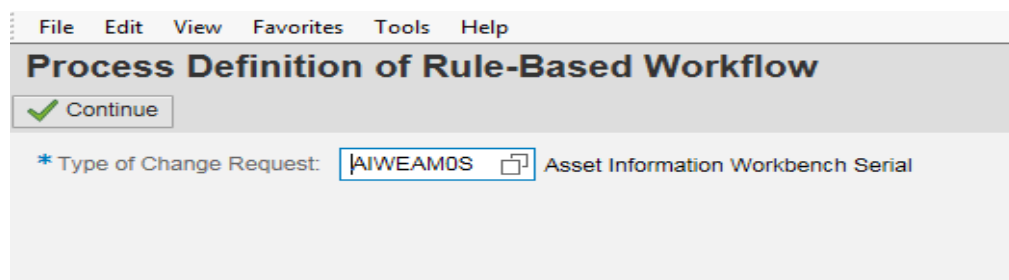 File Edit View Favorites Tools Help
Process Definition of Rule-Based Workflow
Continue
* Type of Change Request: AIWEAM0S Asset Information Workbench Serial